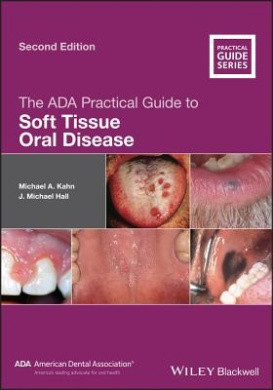 Second Edition
PRACTICAL
GUIDE
SERIES
The ADA Practical Guide to
Soft Tissue
Oral Disease
Michael A. Kahn
J. Michael Hall
ADA American Dental Association®
America's leading advocate for oral health
WILEY Blackwell